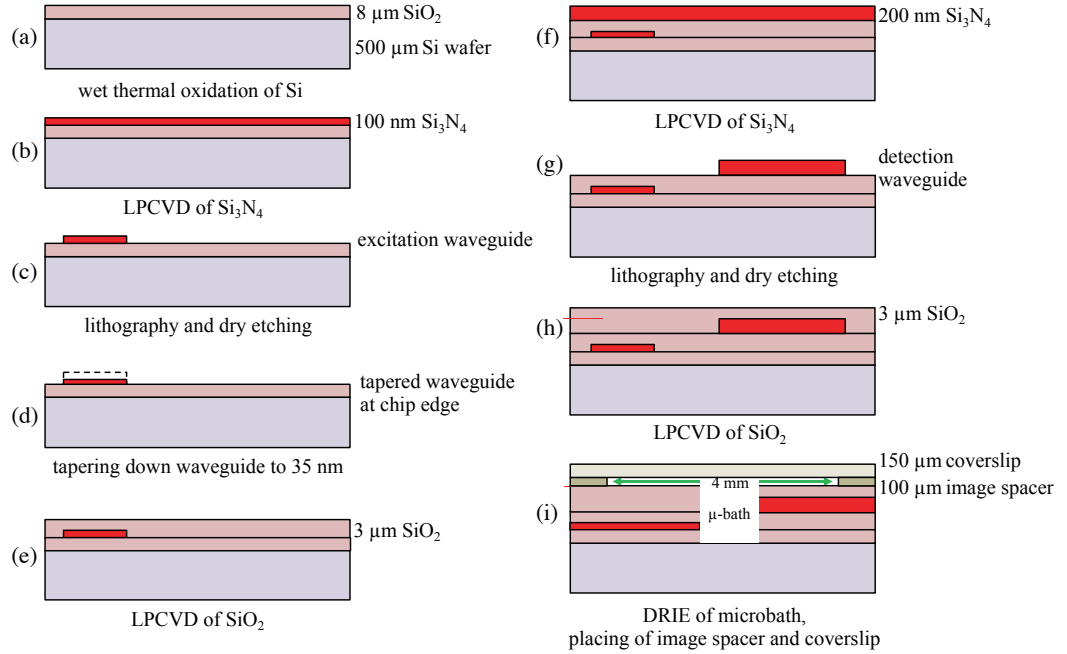 (a)
8 µm SiO₂
500 µm Si wafer
wet thermal oxidation of Si
(b)
100 nm Si₃N₄
LPCVD of Si₃N₄
(c)
excitation waveguide
lithography and dry etching
(d)
tapered waveguide
at chip edge
tapering down waveguide to 35 nm
(e)
3 µm SiO₂
LPCVD of SiO₂
(f)
200 nm Si₃N₄
LPCVD of Si₃N₄
(g)
detection
waveguide
lithography and dry etching
(h)
3 µm SiO₂
LPCVD of SiO₂
(i)
150 µm coverslip
100 µm image spacer
4 mm
µ-bath
DRIE of microbath,
placing of image spacer and coverslip